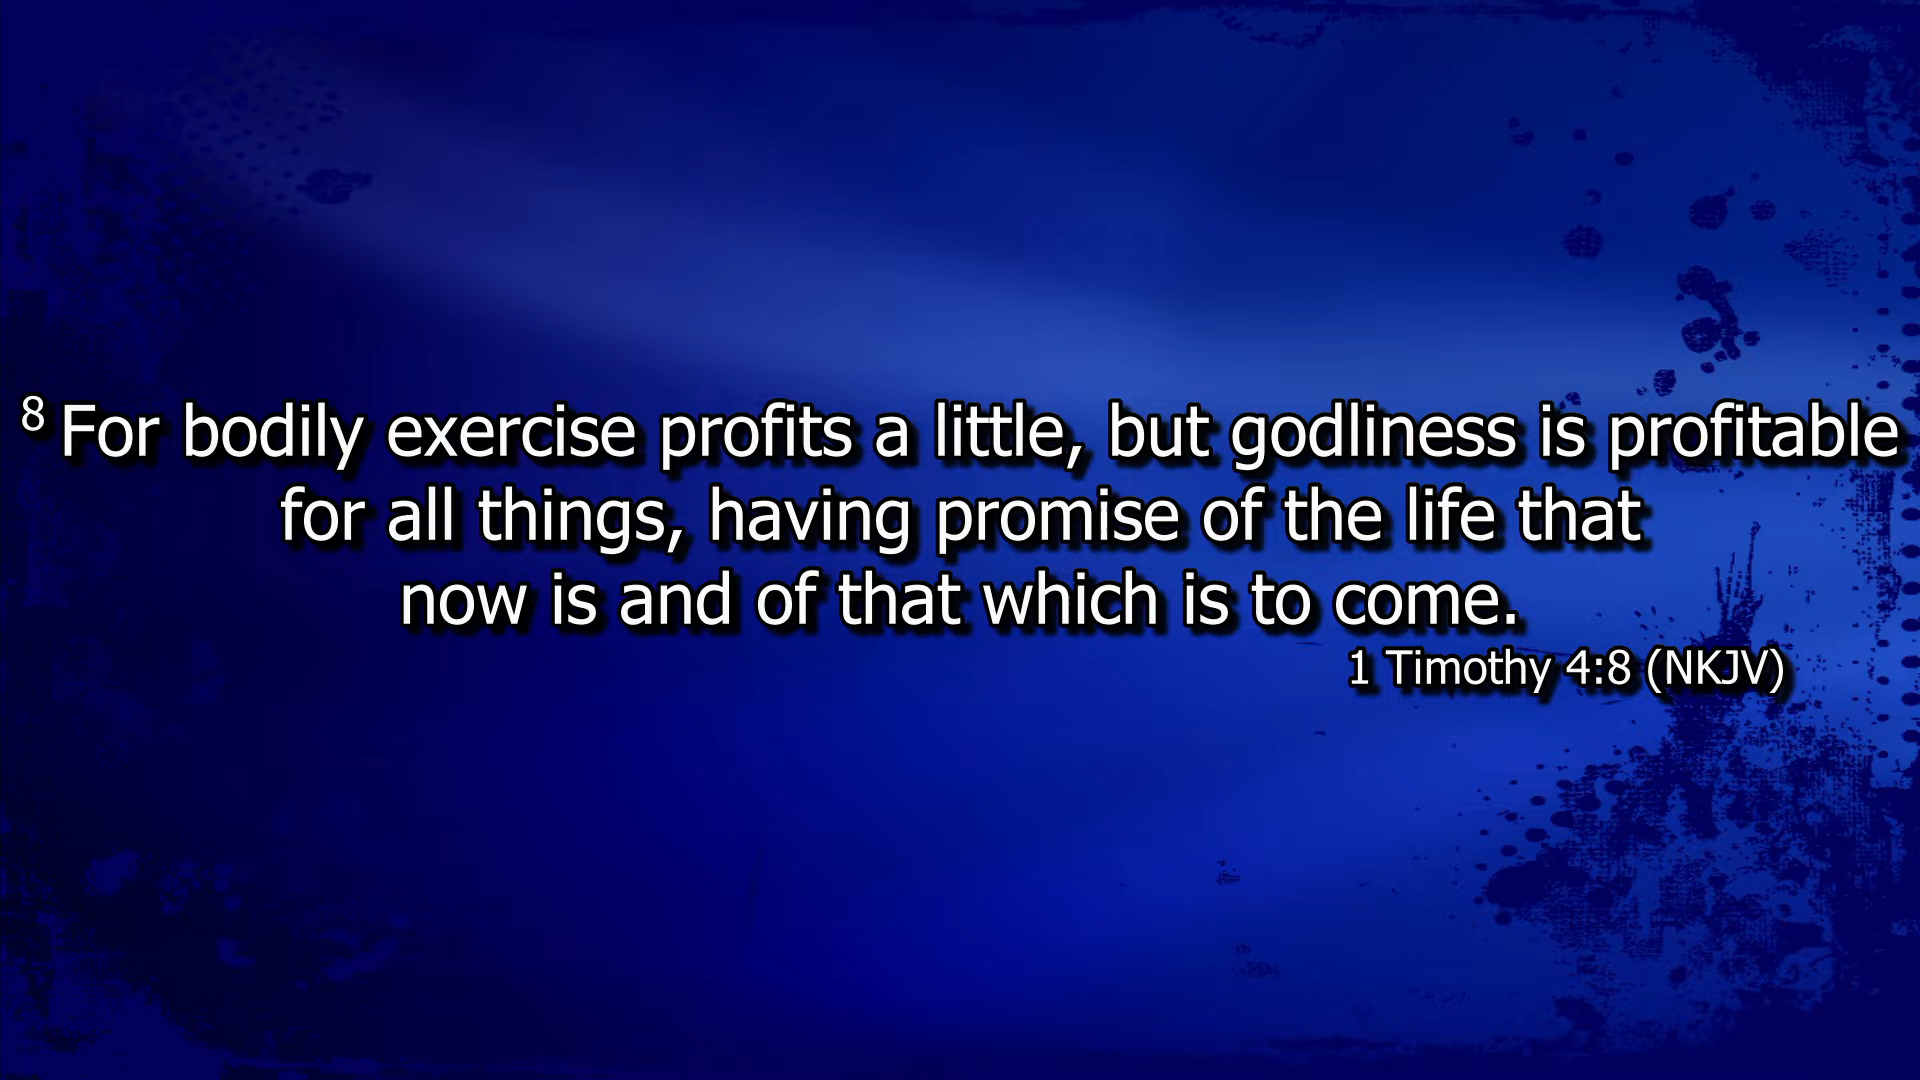 8 For bodily exercise profits a little, but godliness is profitable
for all things, having promise of the life that
now is and of that which is to come.
1 Timothy 4:8 (NKJV)